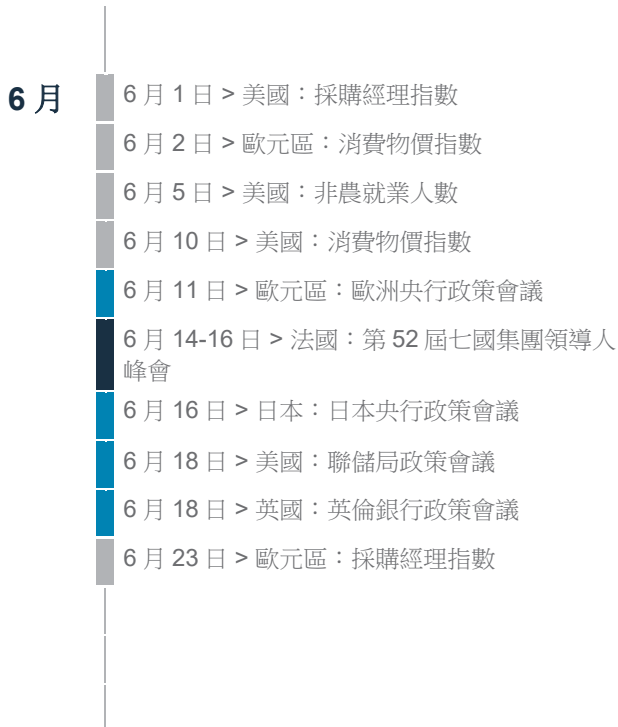 6 月
6 月 1 日 > 美國：採購經理指數
6 月 2 日 > 歐元區：消費物價指數
6 月 5 日 > 美國：非農就業人數
6 月 10 日 > 美國：消費物價指數
6 月 11 日 > 歐元區：歐洲央行政策會議
6 月 14-16 日 > 法國：第 52 屆七國集團領導人
峰會
6 月 16 日 > 日本：日本央行政策會議
6 月 18 日 > 美國：聯儲局政策會議
6 月 18 日 > 英國：英倫銀行政策會議
6 月 23 日 > 歐元區：採購經理指數